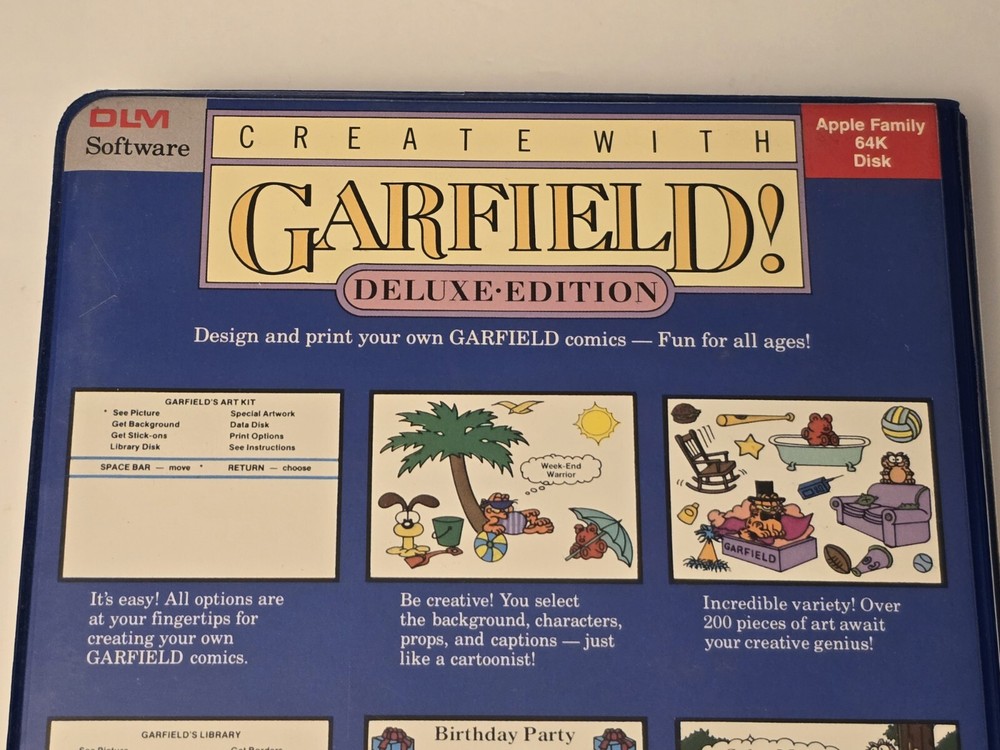 DLM
Software
CREATE WITH
GARFIELD!
DELUXE·EDITION
Apple Family
64K
Disk
Design and print your own GARFIELD comics — Fun for all ages!
GARFIELD'S ART KIT
* See Picture Special Artwork
Get Background Data Disk
Get Stick-ons Print Options
Library Disk See Instructions
SPACE BAR — move * RETURN — choose
Week-End
Warrior
GARFIELD
It's easy! All options are
at your fingertips for
creating your own
GARFIELD comics.
Be creative! You select
the background, characters,
props, and captions — just
like a cartoonist!
Incredible variety! Over
200 pieces of art await
your creative genius!
GARFIELD'S LIBRARY
See Picture Get Borders
Birthday Party